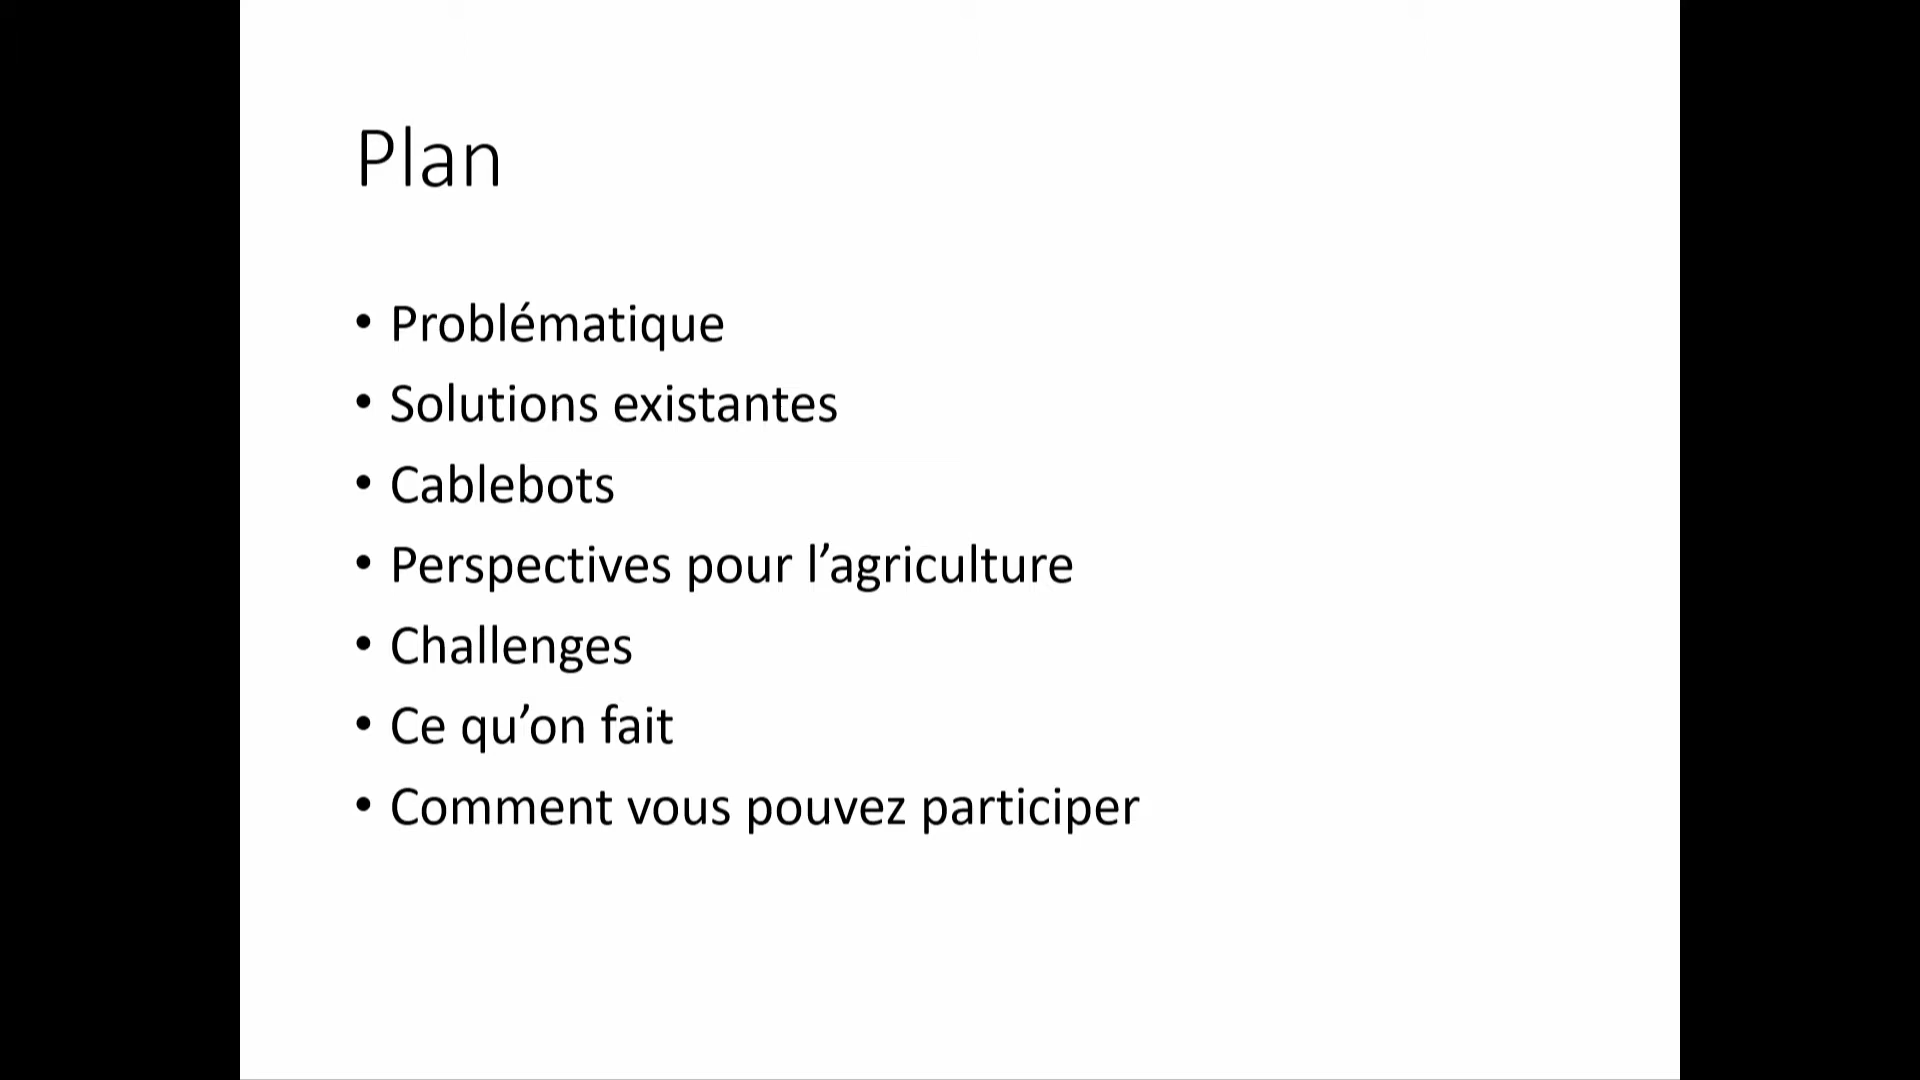 Plan
• Problématique
• Solutions existantes
• Cablebots
• Perspectives pour l’agriculture
• Challenges
• Ce qu’on fait
• Comment vous pouvez participer